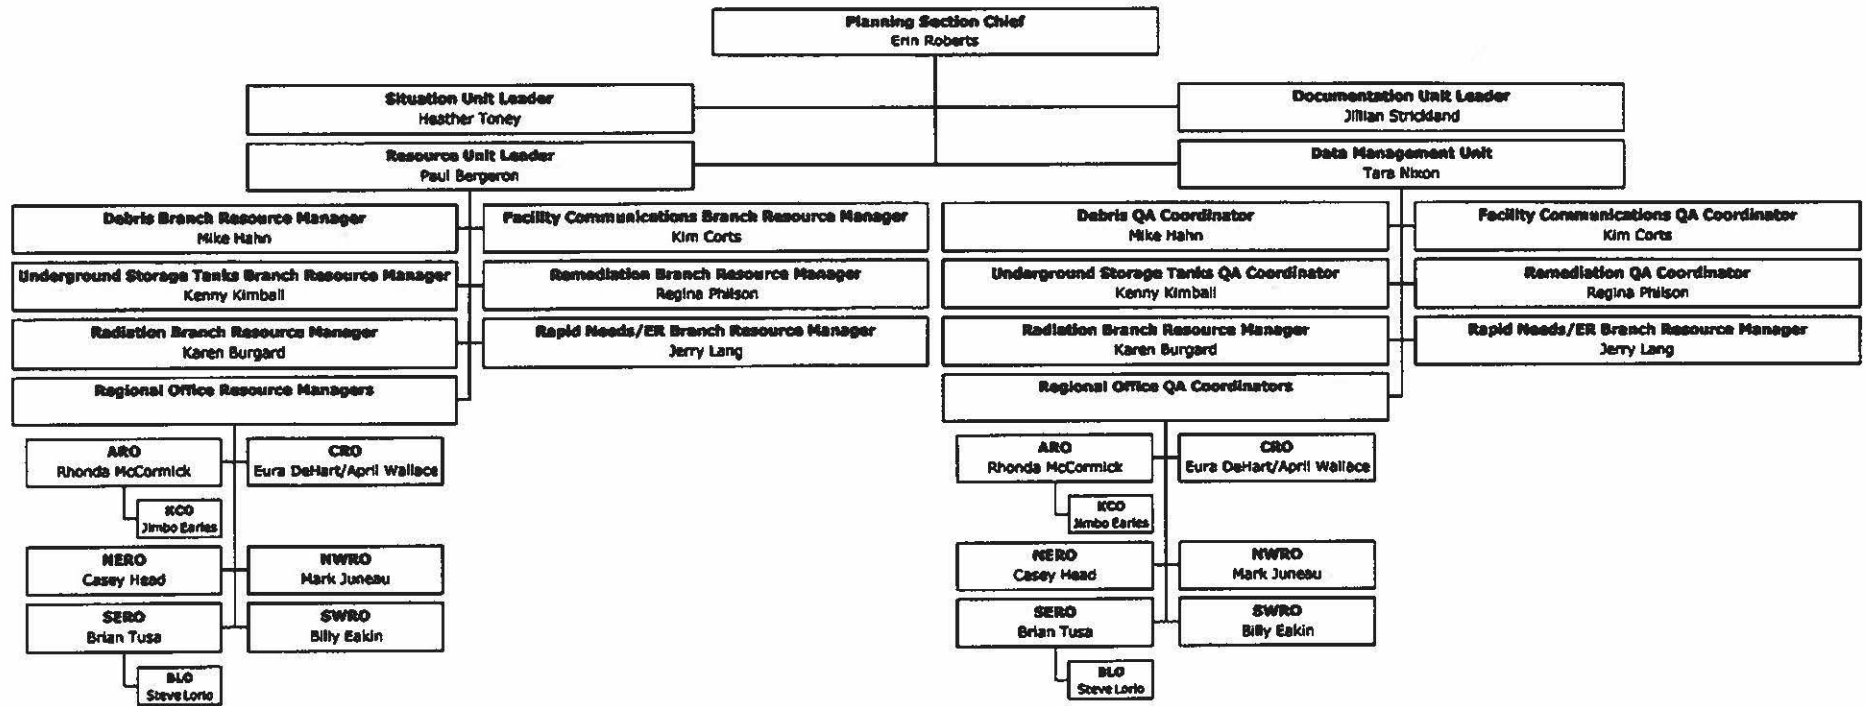 Planning Section Chief
Erin Roberts
Situation Unit Leader
Heather Toney
Documentation Unit Leader
Jillian Strickland
Resource Unit Leader
Paul Bergeron
Data Management Unit
Tara Nixon
Debris Branch Resource Manager
Mike Hahn
Facility Communications Branch Resource Manager
Kim Corts
Underground Storage Tanks Branch Resource Manager
Kenny Kimball
Remediation Branch Resource Manager
Regina Philson
Radiation Branch Resource Manager
Karen Burgard
Rapid Needs/ER Branch Resource Manager
Jerry Lang
Regional Office Resource Managers
ARO
Rhonda McCormick
CRO
Eura DeHart/April Wallace
KCO
Jimbo Earles
NERO
Casey Head
NWRO
Mark Juneau
SERO
Brian Tusa
SWRO
Billy Eakin
BLO
Steve Lorio
Debris QA Coordinator
Mike Hahn
Facility Communications QA Coordinator
Kim Corts
Underground Storage Tanks QA Coordinator
Kenny Kimball
Remediation QA Coordinator
Regina Philson
Radiation Branch Resource Manager
Karen Burgard
Rapid Needs/ER Branch Resource Manager
Jerry Lang
Regional Office QA Coordinators
ARO
Rhonda McCormick
CRO
Eura DeHart/April Wallace
KCO
Jimbo Earles
NERO
Casey Head
NWRO
Mark Juneau
SERO
Brian Tusa
SWRO
Billy Eakin
BLO
Steve Lorio